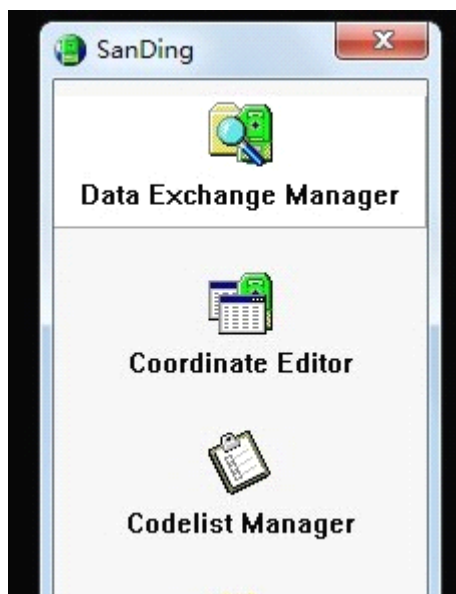 SanDing
Data Exchange Manager
Coordinate Editor
Codelist Manager